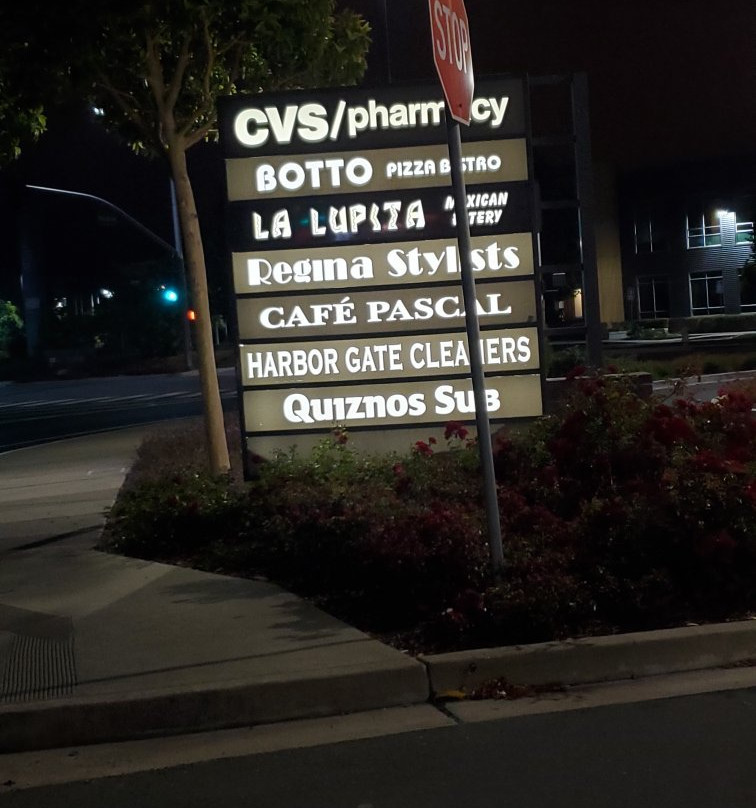 STOP
CVS/pharmacy
BOTTO PIZZA BISTRO
LA LUPITA MEXICAN
EATERY
Regina Stylists
CAFÉ PASCAL
HARBOR GATE CLEANERS
QUIZNOS SUB